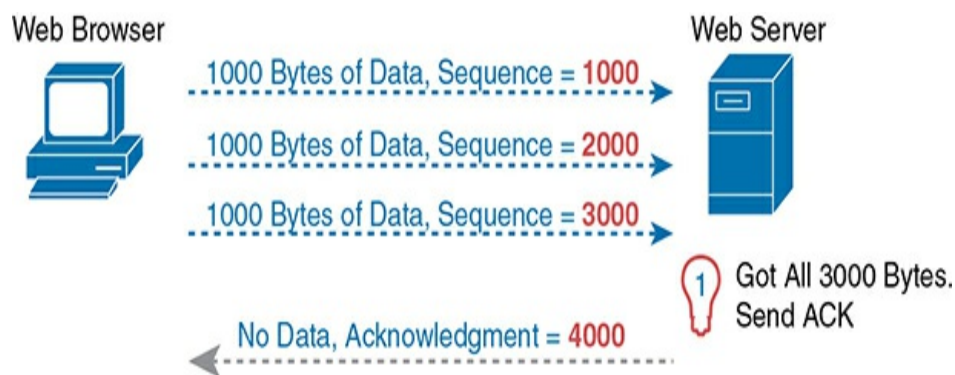 Web Browser
Web Server
1000 Bytes of Data, Sequence = 1000
1000 Bytes of Data, Sequence = 2000
1000 Bytes of Data, Sequence = 3000
1
Got All 3000 Bytes.
Send ACK
No Data, Acknowledgment = 4000